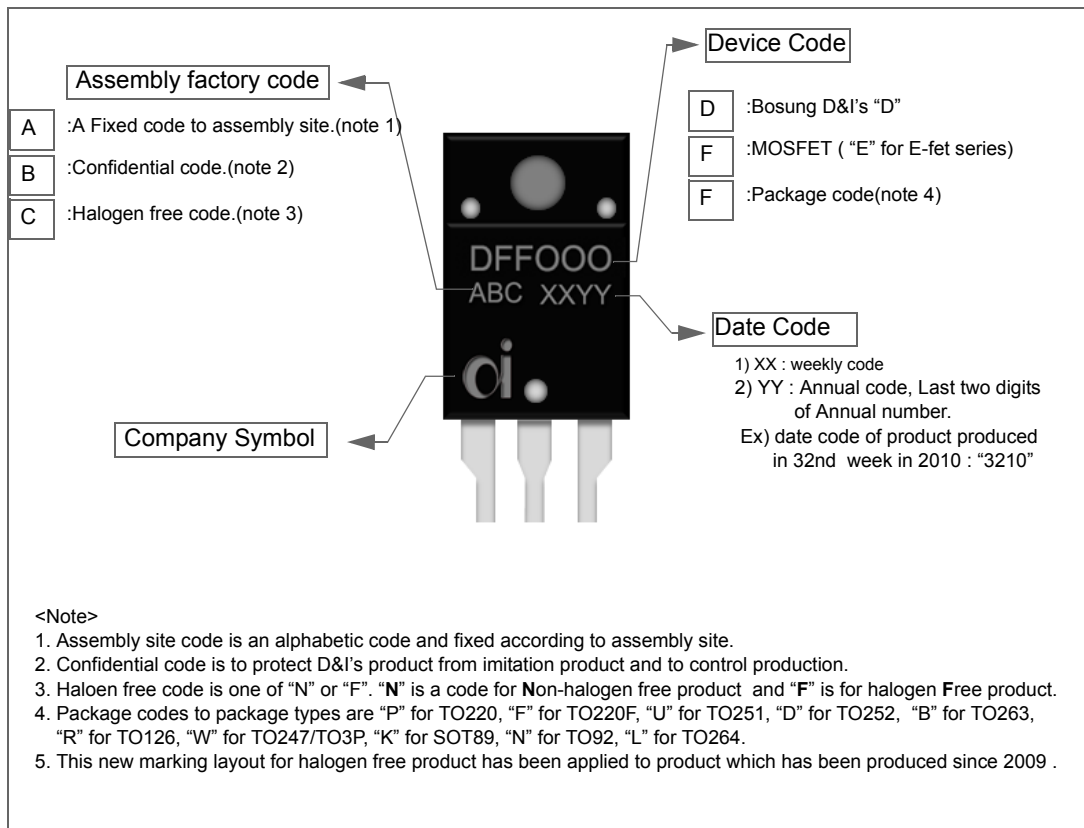 Device Code
Assembly factory code
D :Bosung D&I's “D”
A :A Fixed code to assembly site.(note 1)
F :MOSFET ( “E” for E-fet series)
B :Confidential code.(note 2)
F :Package code(note 4)
C :Halogen free code.(note 3)
DFFOOO
ABC XXYY
Date Code
1) XX : weekly code
2) YY : Annual code, Last two digits
of Annual number.
Ex) date code of product produced
in 32nd week in 2010 : “3210”
di
Company Symbol
<Note>
1. Assembly site code is an alphabetic code and fixed according to assembly site.
2. Confidential code is to protect D&I's product from imitation product and to control production.
3. Haloen free code is one of “N” or “F”. “N” is a code for Non-halogen free product and “F” is for halogen Free product.
4. Package codes to package types are “P” for TO220, “F” for TO220F, “U” for TO251, “D” for TO252, “B” for TO263,
“R” for TO126, “W” for TO247/TO3P, “K” for SOT89, “N” for TO92, “L” for TO264.
5. This new marking layout for halogen free product has been applied to product which has been produced since 2009 .